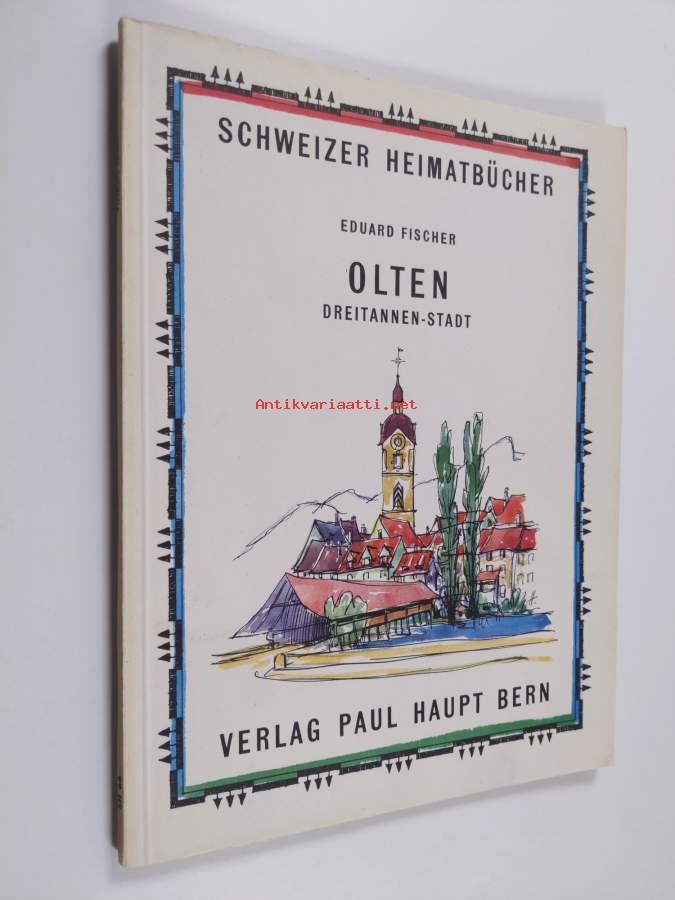 SCHWEIZER HEIMATBÜCHER
EDUARD FISCHER
OLTEN
DREITANNEN-STADT
Antikvariaatti.net
VERLAG PAUL HAUPT BERN